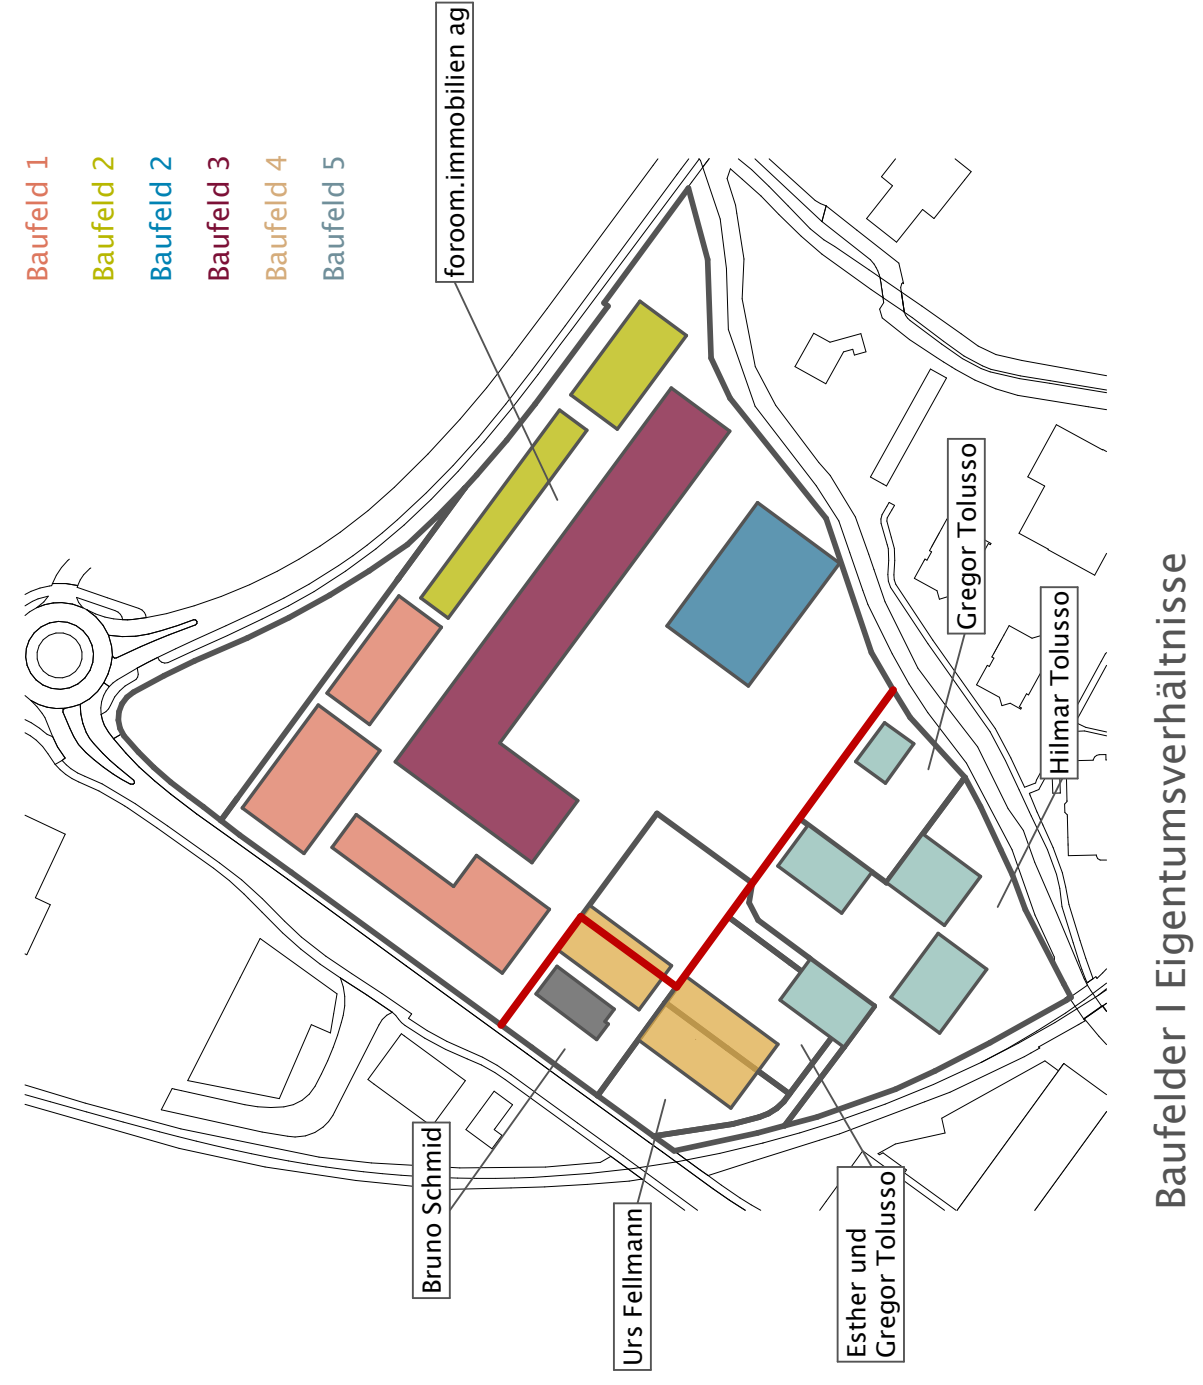 Baufeld 1
Baufeld 2
Baufeld 2
Baufeld 3
Baufeld 4
Baufeld 5
Bruno Schmid
foroom.immobilien ag
Urs Fellmann
Esther und
Gregor Tolusso
Gregor Tolusso
Hilmar Tolusso
Baufelder I Eigentumsverhältnisse